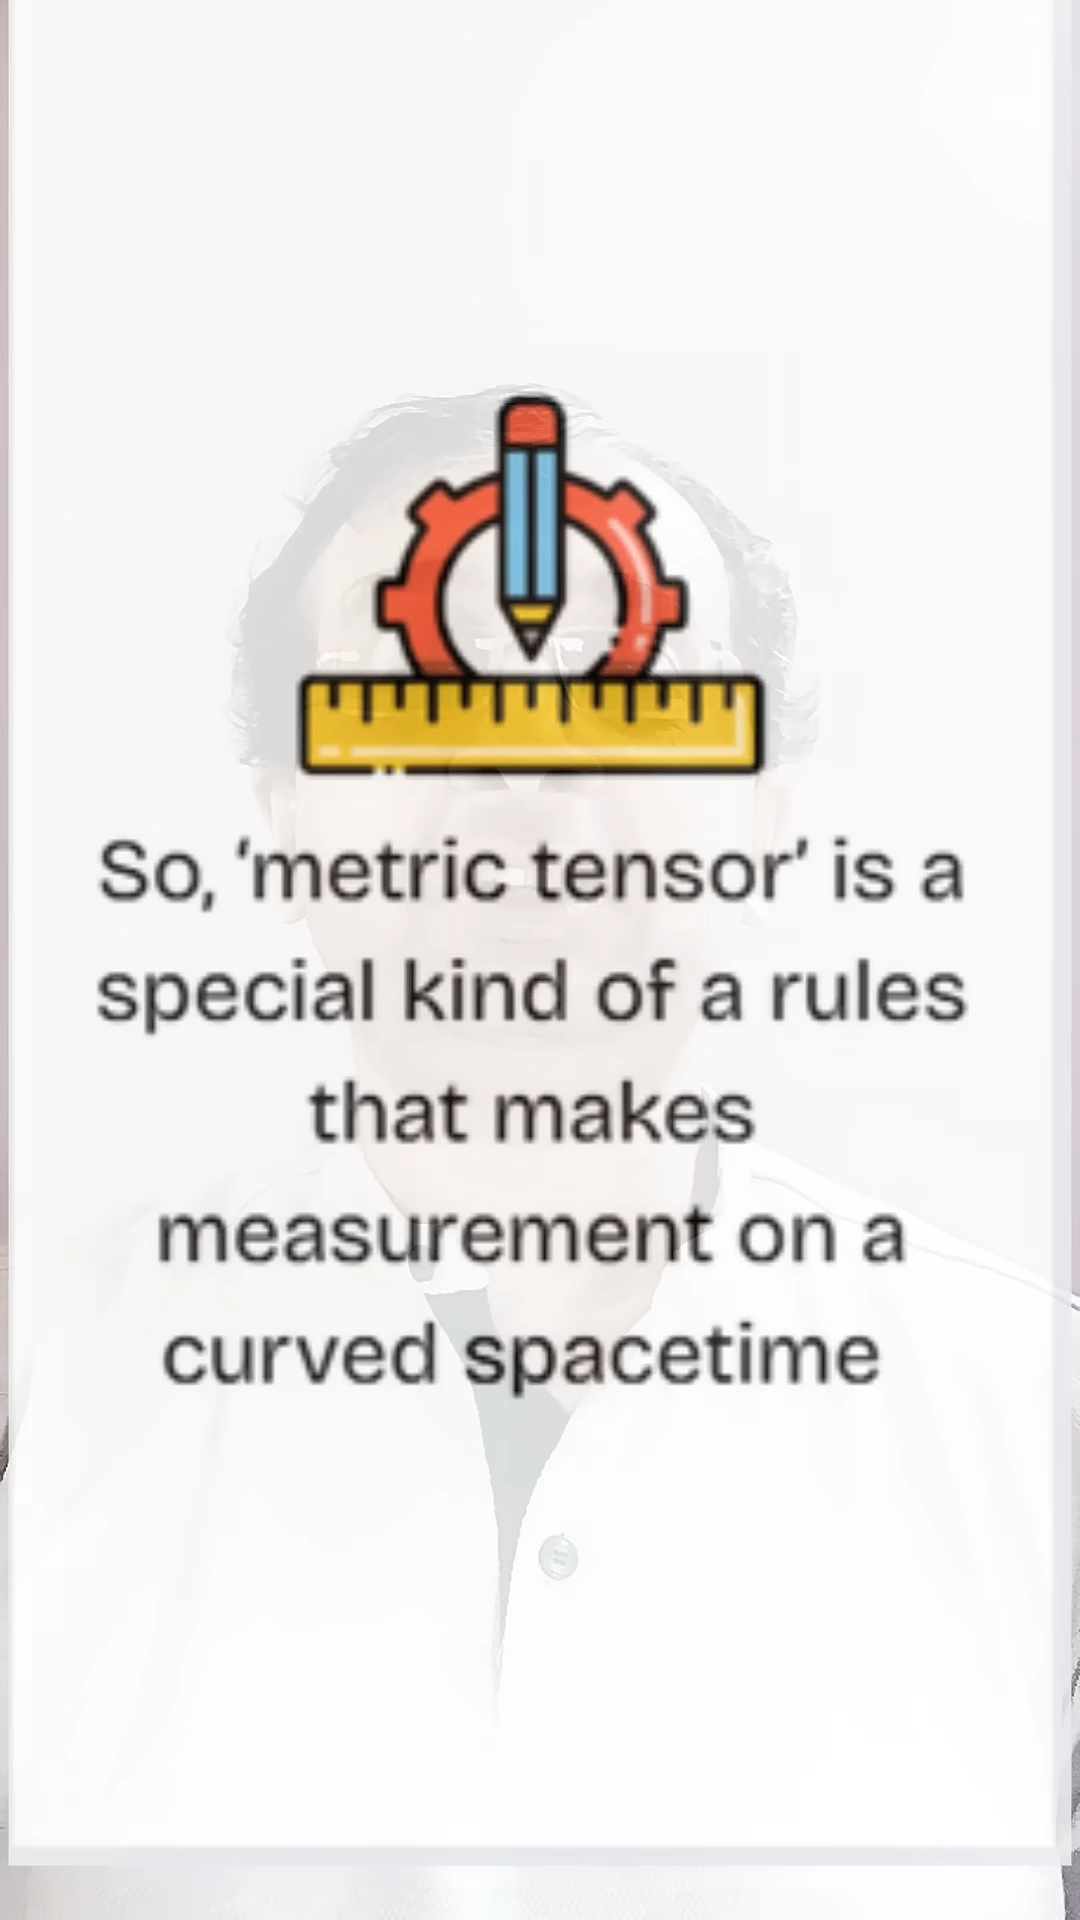 So, ‘metric tensor’ is a
special kind of a rules
that makes
measurement on a
curved spacetime